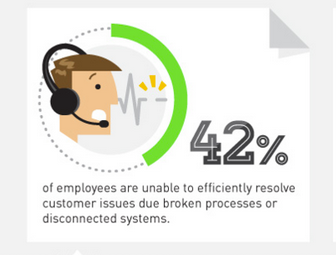 42%
of employees are unable to efficiently resolve
customer issues due broken processes or
disconnected systems.